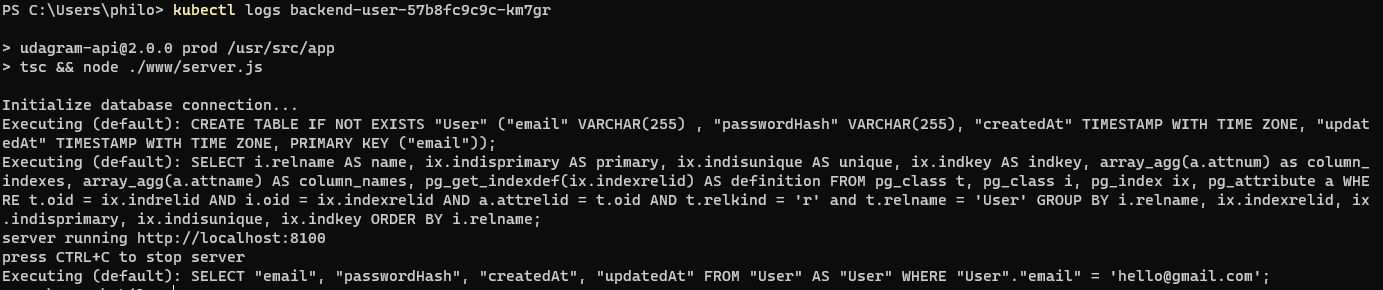 PS C:\Users\philo> kubectl logs backend-user-57b8fc9c9c-km7gr
> udagram-api@2.0.0 prod /usr/src/app
> tsc && node ./www/server.js
Initialize database connection...
Executing (default): CREATE TABLE IF NOT EXISTS "User" ("email" VARCHAR(255) , "passwordHash" VARCHAR(255), "createdAt" TIMESTAMP WITH TIME ZONE, "updat
edAt" TIMESTAMP WITH TIME ZONE, PRIMARY KEY ("email"));
Executing (default): SELECT i.relname AS name, ix.indisprimary AS primary, ix.indisunique AS unique, ix.indkey AS indkey, array_agg(a.attnum) as column_
indexes, array_agg(a.attname) AS column_names, pg_get_indexdef(ix.indexrelid) AS definition FROM pg_class t, pg_class i, pg_index ix, pg_attribute a WHE
RE t.oid = ix.indrelid AND i.oid = ix.indexrelid AND a.attrelid = t.oid AND t.relkind = 'r' and t.relname = 'User' GROUP BY i.relname, ix.indexrelid, ix
.indisprimary, ix.indisunique, ix.indkey ORDER BY i.relname;
server running http://localhost:8100
press CTRL+C to stop server
Executing (default): SELECT "email", "passwordHash", "createdAt", "updatedAt" FROM "User" AS "User" WHERE "User"."email" = 'hello@gmail.com';